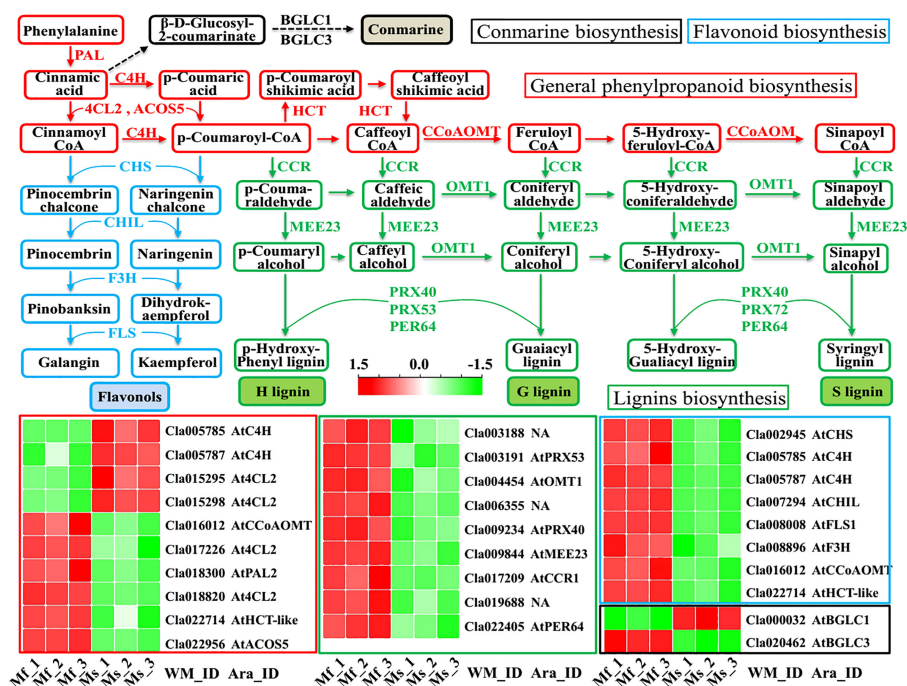 Phenylalanine
β-D-Glucosyl-
2-coumarinate
BGLC1
BGLC3
Conmarine
Conmarine biosynthesis
Flavonoid biosynthesis
PAL
Cinnamic
acid
C4H
p-Coumaric
acid
p-Coumaroyl
shikimic acid
Caffeoyl
shikimic acid
General phenylpropanoid biosynthesis
4CL2 , ACOS5
HCT
HCT
Cinnamoyl
CoA
C4H
p-Coumaroyl-CoA
Caffeoyl
CoA
CCoAOMT
Feruloyl
CoA
5-Hydroxy-
feruloyl-CoA
CCoAOM
Sinapoyl
CoA
CHS
CCR
CCR
CCR
CCR
CCR
Pinocembrin
chalcone
Naringenin
chalcone
p-Couma-
raldehyde
Caffeic
aldehyde
OMT1
Coniferyl
aldehyde
5-Hydroxy-
coniferaldehyde
OMT1
Sinapoyl
aldehyde
CHIL
MEE23
MEE23
MEE23
MEE23
MEE23
Pinocembrin
Naringenin
p-Coumaryl
alcohol
Caffeyl
alcohol
OMT1
Coniferyl
alcohol
5-Hydroxy-
Coniferyl alcohol
OMT1
Sinapyl
alcohol
F3H
Pinobanksin
Dihydrok-
aempferol
PRX40
PRX53
PER64
PRX40
PRX72
PER64
FLS
Galangin
Kaempferol
p-Hydroxy-
Phenyl lignin
1.5
0.0
-1.5
Guaiacyl
lignin
5-Hydroxy-
Gualiacyl lignin
Syringyl
lignin
Flavonols
H lignin
G lignin
Lignins biosynthesis
S lignin
Cla005785 AtC4H
Cla005787 AtC4H
Cla015295 At4CL2
Cla015298 At4CL2
Cla016012 AtCCoAOMT
Cla017226 At4CL2
Cla018300 AtPAL2
Cla018820 At4CL2
Cla022714 AtHCT-like
Cla022956 AtACOS5
Cla003188 NA
Cla003191 AtPRX53
Cla004454 AtOMT1
Cla006355 NA
Cla009234 AtPRX40
Cla009844 AtMEE23
Cla017209 AtCCR1
Cla019688 NA
Cla022405 AtPER64
Cla002945 AtCHS
Cla005785 AtC4H
Cla005787 AtC4H
Cla007294 AtCHIL
Cla008008 AtFLS1
Cla008896 AtF3H
Cla016012 AtCCoAOMT
Cla022714 AtHCT-like
Cla000032 AtBGLC1
Cla020462 AtBGLC3
Mf_1 Mf_2 Mf_3 Ms_1 Ms_2 Ms_3 WM_ID Ara_ID
Mf_1 Mf_2 Mf_3 Ms_1 Ms_2 Ms_3 WM_ID Ara_ID
Mf_1 Mf_2 Mf_3 Ms_1 Ms_2 Ms_3 WM_ID Ara_ID